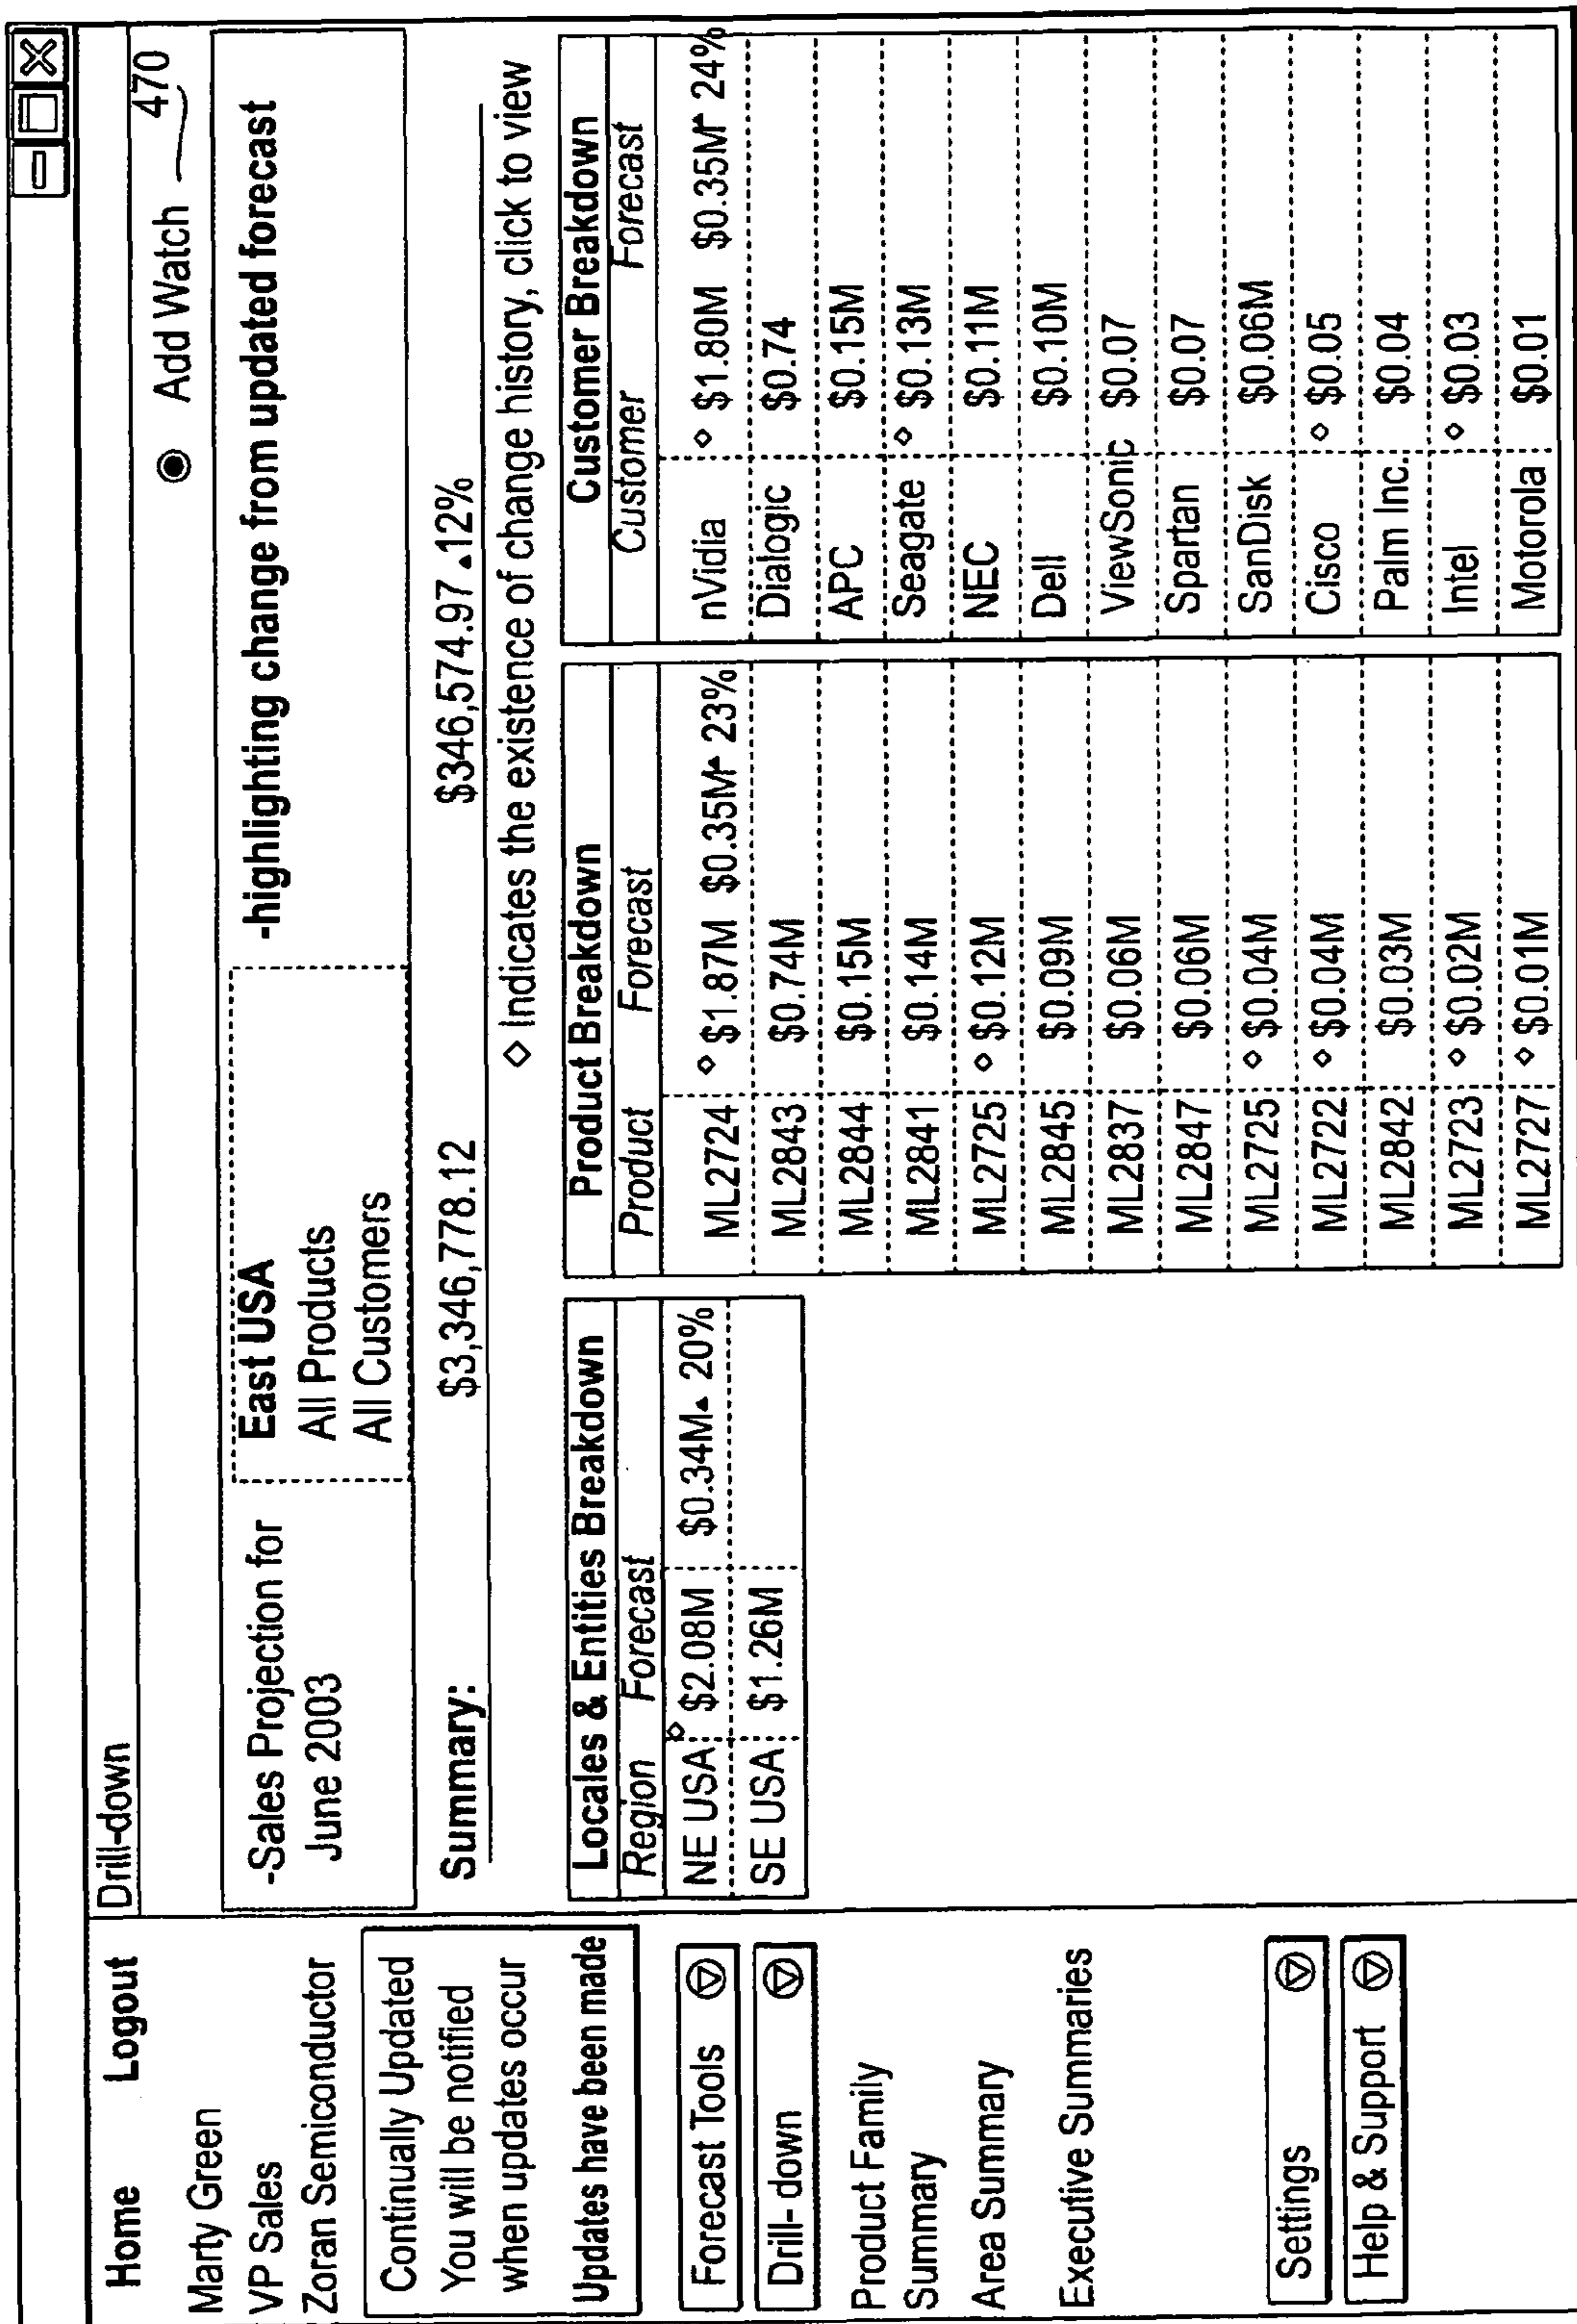 Home Logout
Marty Green
VP Sales
Zoran Semiconductor
Continually Updated
You will be notified
when updates occur
Updates have been made
Forecast Tools
Drill- down
Product Family
Summary
Area Summary
Executive Summaries
Settings
Help & Support
Drill-down
Add Watch 470
-Sales Projection for
June 2003
East USA
All Products
All Customers
-highlighting change from updated forecast
Summary: $3,346,778.12 $346,574.97 ▲12%
◇ Indicates the existence of change history, click to view
Locales & Entities Breakdown
Region Forecast
NE USA ◇ $2.08M $0.34M▲ 20%
SE USA $1.26M
Product Breakdown
Product Forecast
ML2724 ◇ $1.87M $0.35M▲ 23%
ML2843 $0.74M
ML2844 $0.15M
ML2841 $0.14M
ML2725 ◇ $0.12M
ML2845 $0.09M
ML2837 $0.06M
ML2847 $0.06M
ML2725 ◇ $0.04M
ML2722 ◇ $0.04M
ML2842 $0.03M
ML2723 ◇ $0.02M
ML2727 ◇ $0.01M
Customer Breakdown
Customer Forecast
nVidia ◇ $1.80M $0.35M▲ 24%
Dialogic $0.74
APC $0.15M
Seagate ◇ $0.13M
NEC $0.11M
Dell $0.10M
ViewSonic $0.07
Spartan $0.07
SanDisk $0.06M
Cisco ◇ $0.05
Palm Inc. $0.04
Intel ◇ $0.03
Motorola $0.01